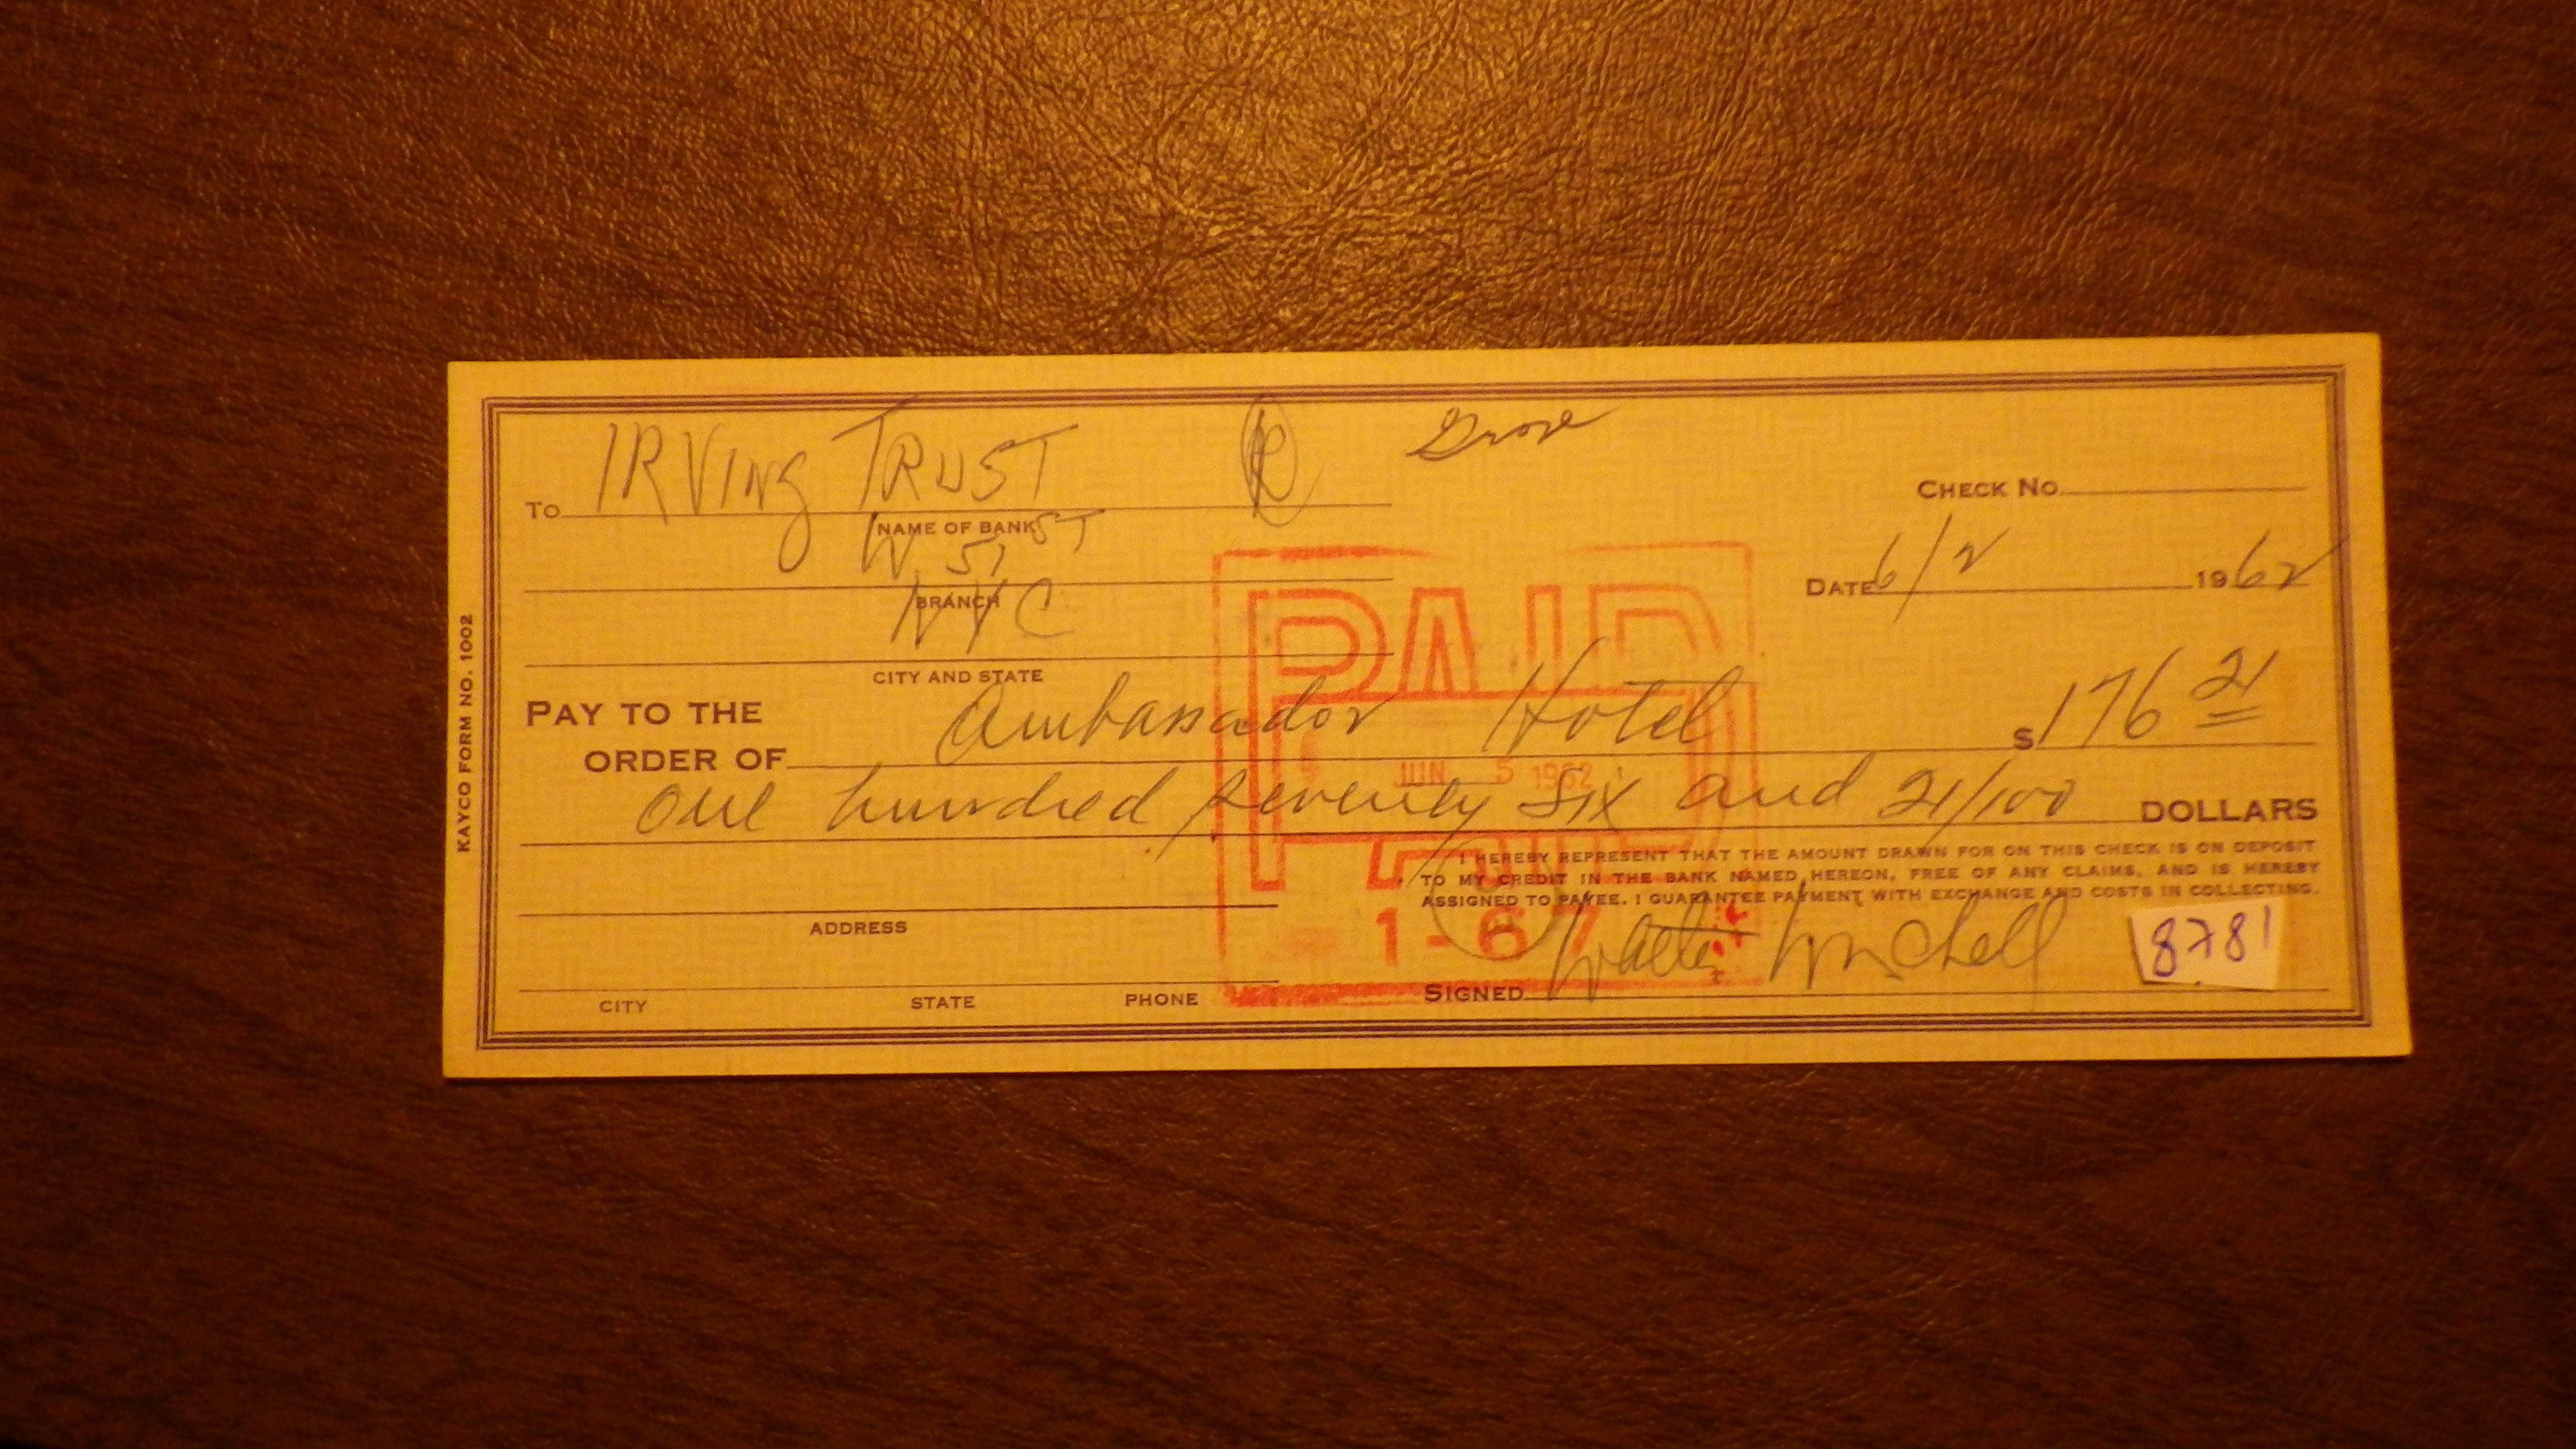 To IRVING TRUST
NAME OF BANK
W. 51 ST
BRANCH
NYC
CITY AND STATE
CHECK NO.
DATE 6/2 1962
PAID
PAY TO THE
ORDER OF Ambassador Hotel $176 21
JUN 5 1962
One hundred seventy six and 21/100 DOLLARS
I HEREBY REPRESENT THAT THE AMOUNT DRAWN FOR ON THIS CHECK IS ON DEPOSIT
TO MY CREDIT IN THE BANK NAMED HEREON, FREE OF ANY CLAIMS, AND IS HEREBY
ASSIGNED TO PAYEE. I GUARANTEE PAYMENT WITH EXCHANGE AND COSTS IN COLLECTING.
ADDRESS
1-67
SIGNED Walter Winchell
8781
CITY STATE PHONE
KAYCO FORM NO. 1002